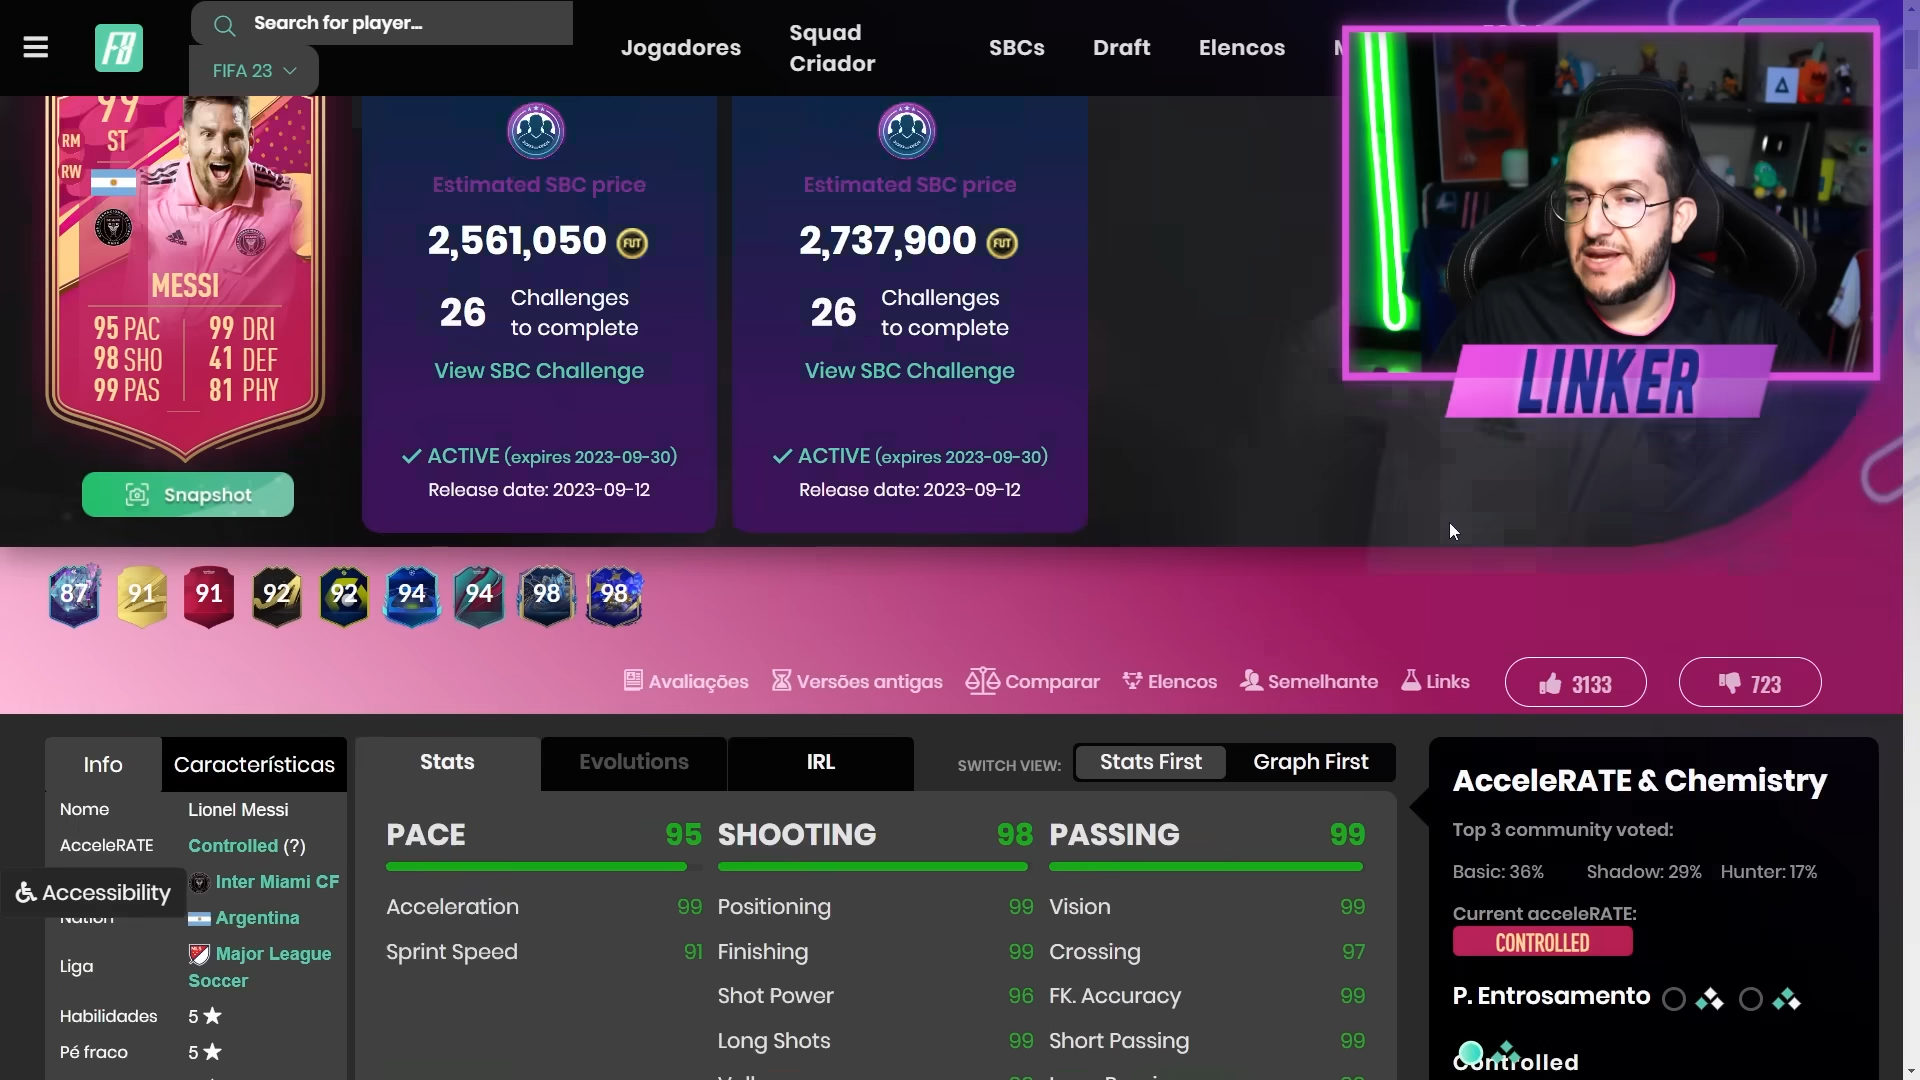 Search for player...
FIFA 23
Jogadores
Squad
Criador
SBCs
Draft
Elencos
99
ST
RM
RW
MESSI
95 PAC
98 SHO
99 PAS
99 DRI
41 DEF
81 PHY
Snapshot
Estimated SBC price
2,561,050 FUT
26
Challenges
to complete
View SBC Challenge
ACTIVE (expires 2023-09-30)
Release date: 2023-09-12
Estimated SBC price
2,737,900 FUT
26
Challenges
to complete
View SBC Challenge
ACTIVE (expires 2023-09-30)
Release date: 2023-09-12
LINKER
87 91 91 92 92 94 94 98 98
Avaliações
Versões antigas
Comparar
Elencos
Semelhante
Links
3133
723
Info
Características
Nome Lionel Messi
AcceleRATE Controlled (?)
Inter Miami CF
Accessibility
Nation Argentina
Liga Major League
Soccer
Habilidades 5
Pé fraco 5
Stats
Evolutions
IRL
SWITCH VIEW:
Stats First
Graph First
PACE 95
Acceleration 99
Sprint Speed 91
SHOOTING 98
Positioning 99
Finishing 99
Shot Power 96
Long Shots 99
PASSING 99
Vision 99
Crossing 97
FK. Accuracy 99
Short Passing 99
AcceleRATE & Chemistry
Top 3 community voted:
Basic: 36% Shadow: 29% Hunter: 17%
Current acceleRATE:
CONTROLLED
P. Entrosamento
Controlled